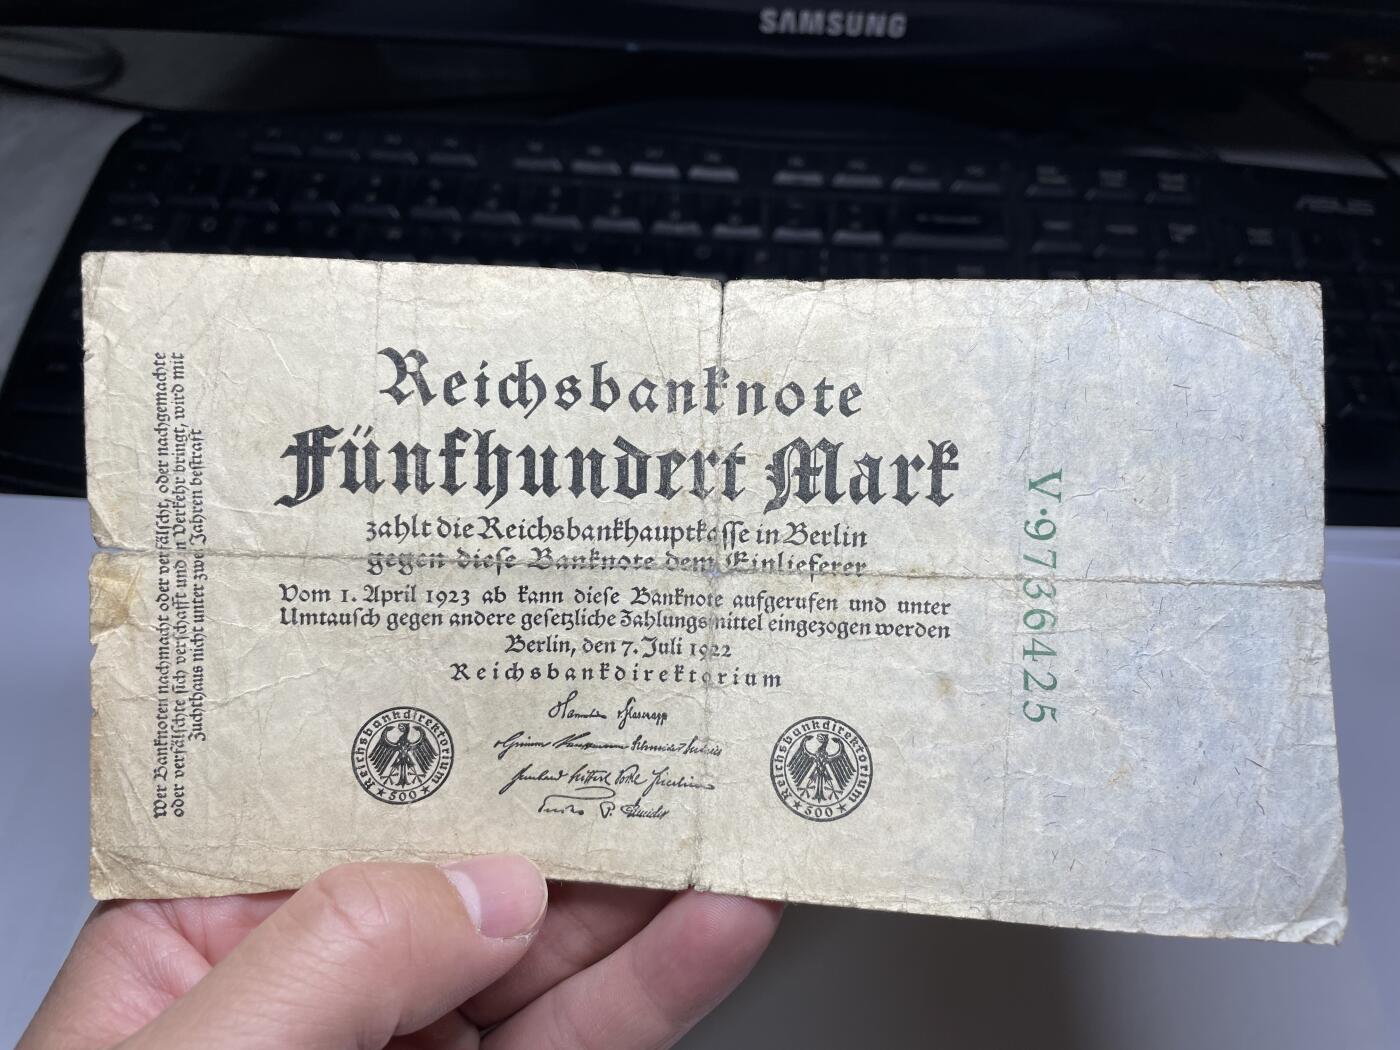 SAMSUNG
ASUS
Reichsbanknote
Fünfhundert Mark
zahlt die Reichsbankhauptkasse in Berlin
gegen diese Banknote dem Einlieferer
Vom 1. April 1923 ab kann diese Banknote aufgerufen und unter
Umtausch gegen andere gesetzliche Zahlungsmittel eingezogen werden
Berlin, den 7. Juli 1922
Reichsbankdirektorium
Reichsbankdirektorium
500
Reichsbankdirektorium
500
Wer Banknoten nachmacht oder verfälscht, oder nachgemachte
oder verfälschte sich verschafft und in Verkehr bringt, wird mit
Zuchthaus nicht unter zwei Jahren bestraft
V·9736425